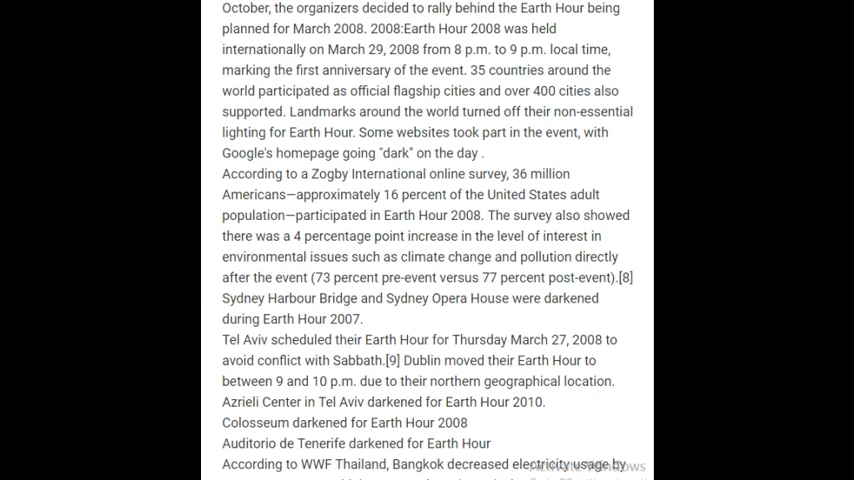 October, the organizers decided to rally behind the Earth Hour being
planned for March 2008. 2008:Earth Hour 2008 was held
internationally on March 29, 2008 from 8 p.m. to 9 p.m. local time,
marking the first anniversary of the event. 35 countries around the
world participated as official flagship cities and over 400 cities also
supported. Landmarks around the world turned off their non-essential
lighting for Earth Hour. Some websites took part in the event, with
Google's homepage going "dark" on the day .
According to a Zogby International online survey, 36 million
Americans—approximately 16 percent of the United States adult
population—participated in Earth Hour 2008. The survey also showed
there was a 4 percentage point increase in the level of interest in
environmental issues such as climate change and pollution directly
after the event (73 percent pre-event versus 77 percent post-event).[8]
Sydney Harbour Bridge and Sydney Opera House were darkened
during Earth Hour 2007.
Tel Aviv scheduled their Earth Hour for Thursday March 27, 2008 to
avoid conflict with Sabbath.[9] Dublin moved their Earth Hour to
between 9 and 10 p.m. due to their northern geographical location.
Azrieli Center in Tel Aviv darkened for Earth Hour 2010.
Colosseum darkened for Earth Hour 2008
Auditorio de Tenerife darkened for Earth Hour
According to WWF Thailand, Bangkok decreased electricity usage by
Activate Windows